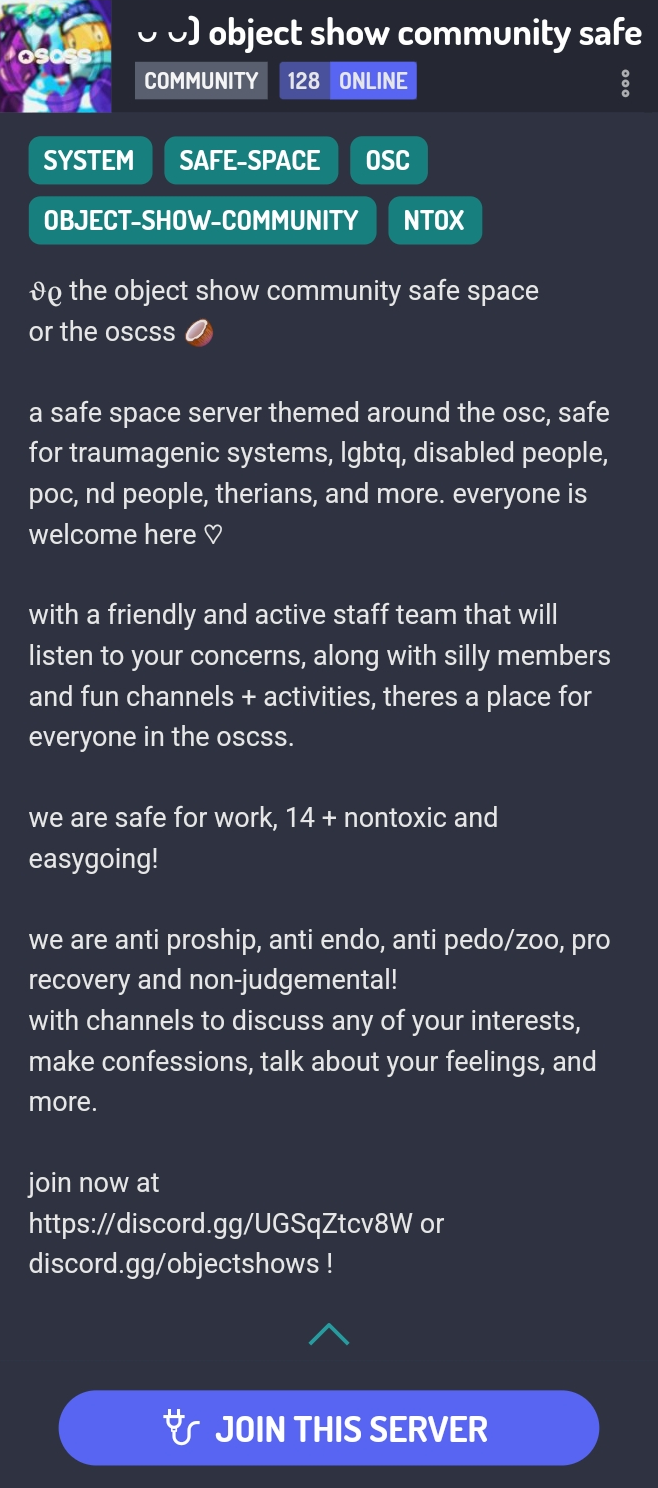 OSOSS
ᴗ ᴗ) object show community safe
COMMUNITY 128 ONLINE
SYSTEM SAFE-SPACE OSC
OBJECT-SHOW-COMMUNITY NTOX
𝜗𝜚 the object show community safe space
or the oscss 🥥
a safe space server themed around the osc, safe
for traumagenic systems, lgbtq, disabled people,
poc, nd people, therians, and more. everyone is
welcome here ♡
with a friendly and active staff team that will
listen to your concerns, along with silly members
and fun channels + activities, theres a place for
everyone in the oscss.
we are safe for work, 14 + nontoxic and
easygoing!
we are anti proship, anti endo, anti pedo/zoo, pro
recovery and non-judgemental!
with channels to discuss any of your interests,
make confessions, talk about your feelings, and
more.
join now at
https://discord.gg/UGSqZtcv8W or
discord.gg/objectshows !
JOIN THIS SERVER